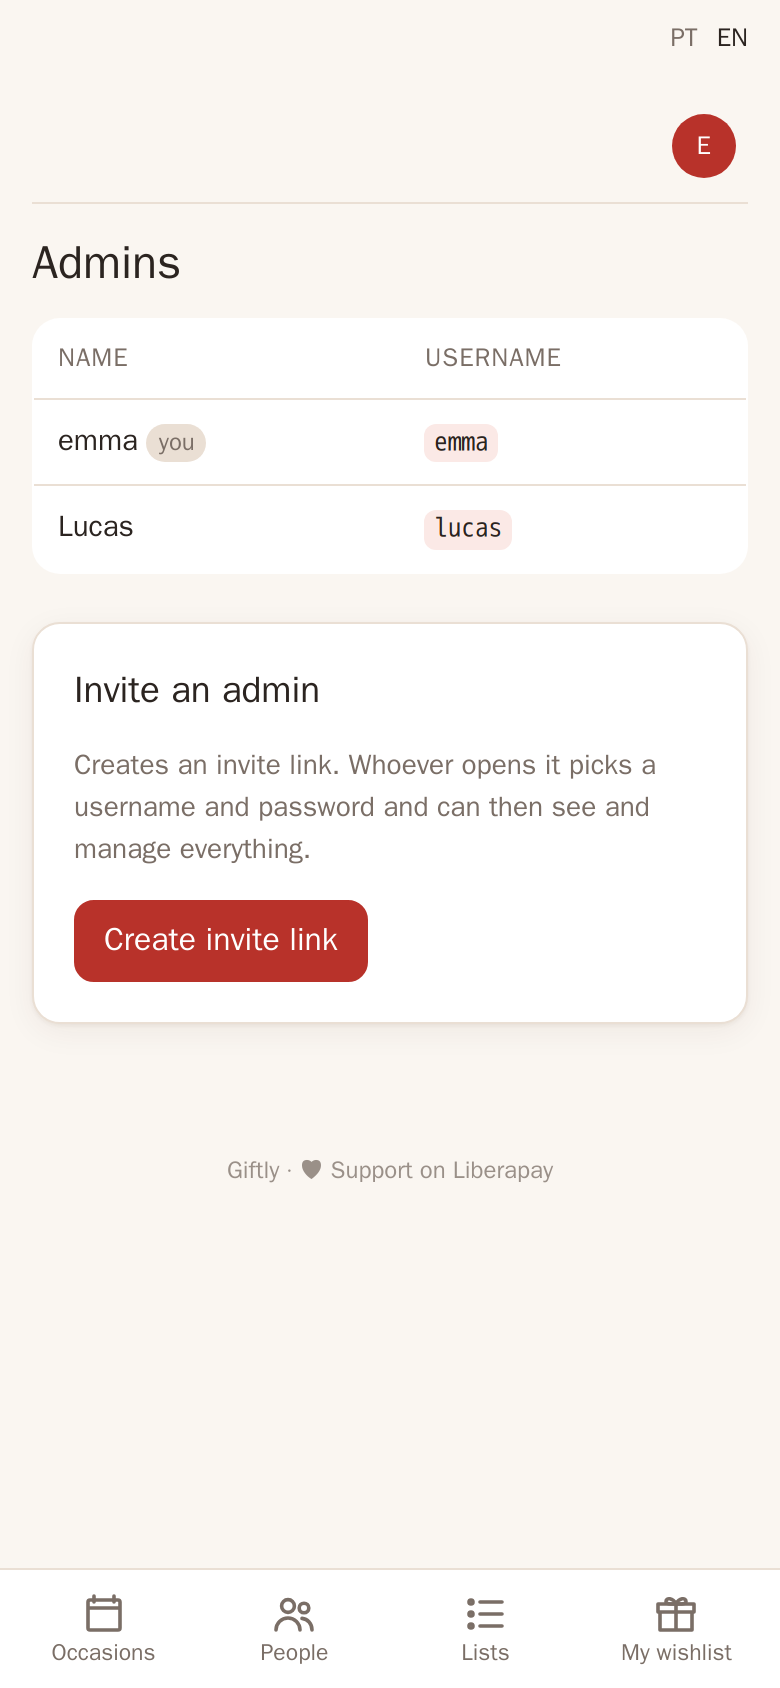 PT EN
E
Admins
NAME USERNAME
emma you emma
Lucas lucas
Invite an admin
Creates an invite link. Whoever opens it picks a
username and password and can then see and
manage everything.
Create invite link
Giftly · Support on Liberapay
Occasions People Lists My wishlist